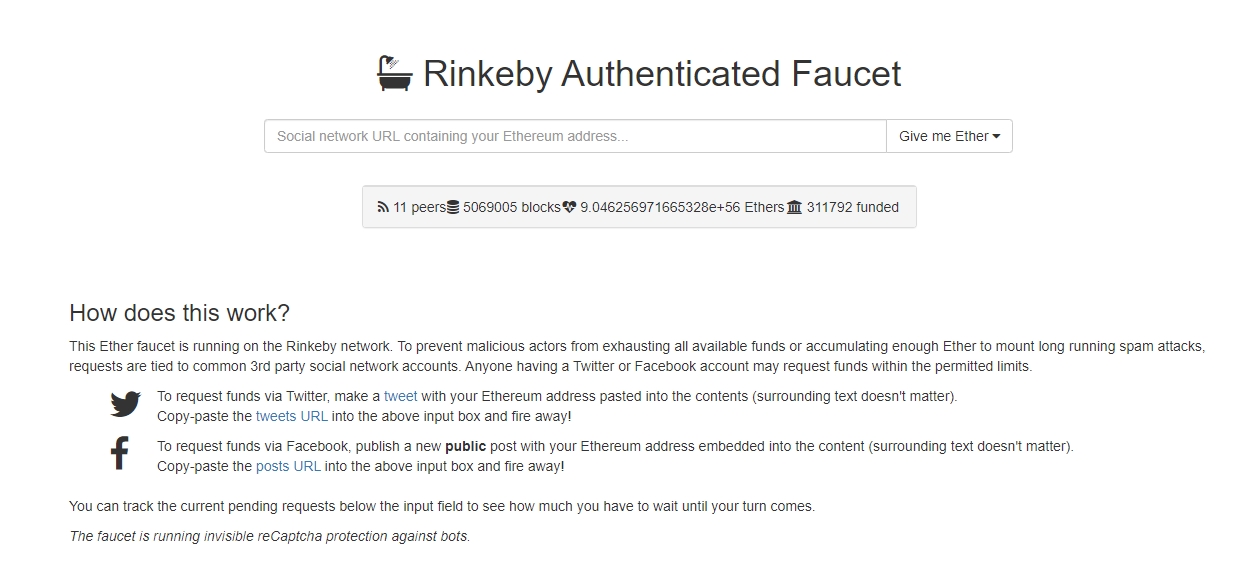 Rinkeby Authenticated Faucet
Social network URL containing your Ethereum address...
Give me Ether
11 peers 5069005 blocks 9.046256971665328e+56 Ethers 311792 funded
How does this work?
This Ether faucet is running on the Rinkeby network. To prevent malicious actors from exhausting all available funds or accumulating enough Ether to mount long running spam attacks,
requests are tied to common 3rd party social network accounts. Anyone having a Twitter or Facebook account may request funds within the permitted limits.
To request funds via Twitter, make a tweet with your Ethereum address pasted into the contents (surrounding text doesn't matter).
Copy-paste the tweets URL into the above input box and fire away!
To request funds via Facebook, publish a new public post with your Ethereum address embedded into the content (surrounding text doesn't matter).
Copy-paste the posts URL into the above input box and fire away!
You can track the current pending requests below the input field to see how much you have to wait until your turn comes.
The faucet is running invisible reCaptcha protection against bots.